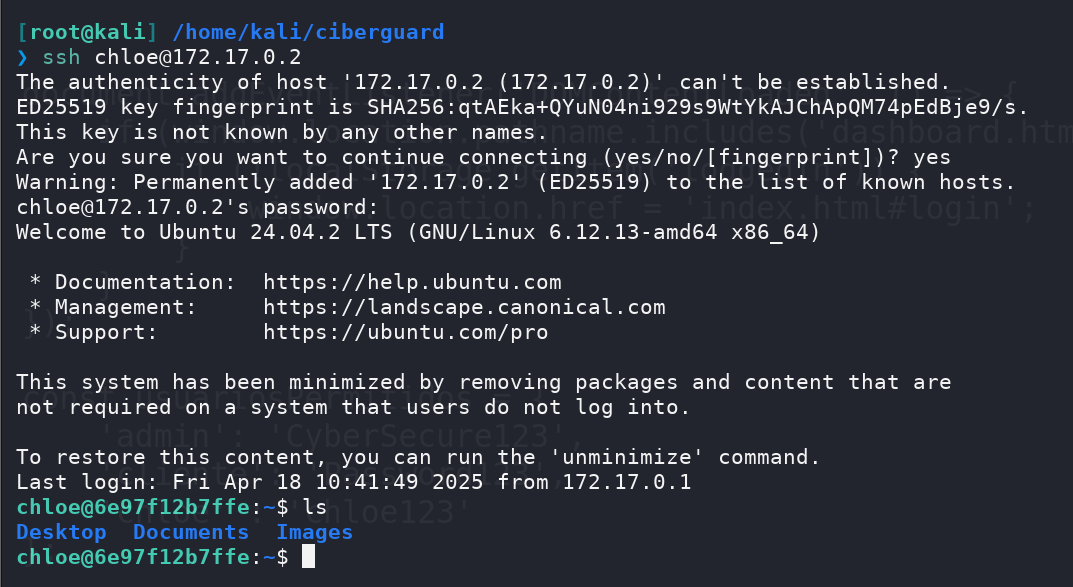 [root@kali] /home/kali/ciberguard
❯ ssh chloe@172.17.0.2
The authenticity of host '172.17.0.2 (172.17.0.2)' can't be established.
ED25519 key fingerprint is SHA256:qtAEka+QYuN04ni929s9WtYkAJChApQM74pEdBje9/s.
This key is not known by any other names.
Are you sure you want to continue connecting (yes/no/[fingerprint])? yes
Warning: Permanently added '172.17.0.2' (ED25519) to the list of known hosts.
chloe@172.17.0.2's password:
Welcome to Ubuntu 24.04.2 LTS (GNU/Linux 6.12.13-amd64 x86_64)
* Documentation:  https://help.ubuntu.com
* Management:     https://landscape.canonical.com
* Support:        https://ubuntu.com/pro
This system has been minimized by removing packages and content that are
not required on a system that users do not log into.
To restore this content, you can run the 'unminimize' command.
Last login: Fri Apr 18 10:41:49 2025 from 172.17.0.1
chloe@6e97f12b7ffe:~$ ls
Desktop  Documents  Images
chloe@6e97f12b7ffe:~$
.location.href = 'index.html#login';
'admin': 'CyberSecure123',